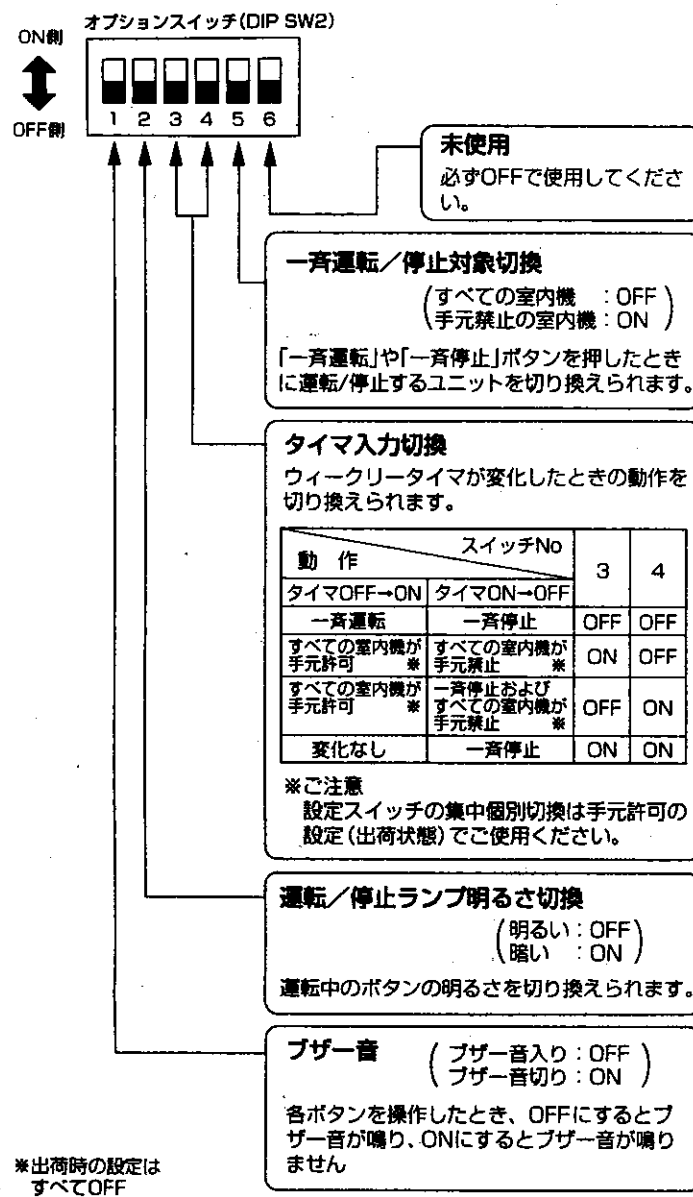 オプションスイッチ(DIP SW2)
ON側
OFF側
1 2 3 4 5 6
未使用
必ずOFFで使用してくださ
い。
一斉運転／停止対象切換
(すべての室内機 : OFF)
(手元禁止の室内機 : ON)
「一斉運転」や「一斉停止」ボタンを押したとき
に運転/停止するユニットを切り換えられます。
タイマ入力切換
ウィークリータイマが変化したときの動作を
切り換えられます。
動 作 スイッチNo 3 4
タイマOFF→ON タイマON→OFF
一斉運転 一斉停止 OFF OFF
すべての室内機が すべての室内機が
手元許可 ※ 手元禁止 ※ ON OFF
すべての室内機が 一斉停止および
手元許可 ※ すべての室内機が OFF ON
手元禁止 ※
変化なし 一斉停止 ON ON
※ご注意
設定スイッチの集中個別切換は手元許可の
設定(出荷状態)でご使用ください。
運転／停止ランプ明るさ切換
(明るい : OFF)
(暗い : ON)
運転中のボタンの明るさを切り換えられます。
ブザー音 (ブザー音入り : OFF)
(ブザー音切り : ON)
各ボタンを操作したとき、OFFにするとブ
ザー音が鳴り、ONにするとブザー音が鳴り
ません
※出荷時の設定は
すべてOFF